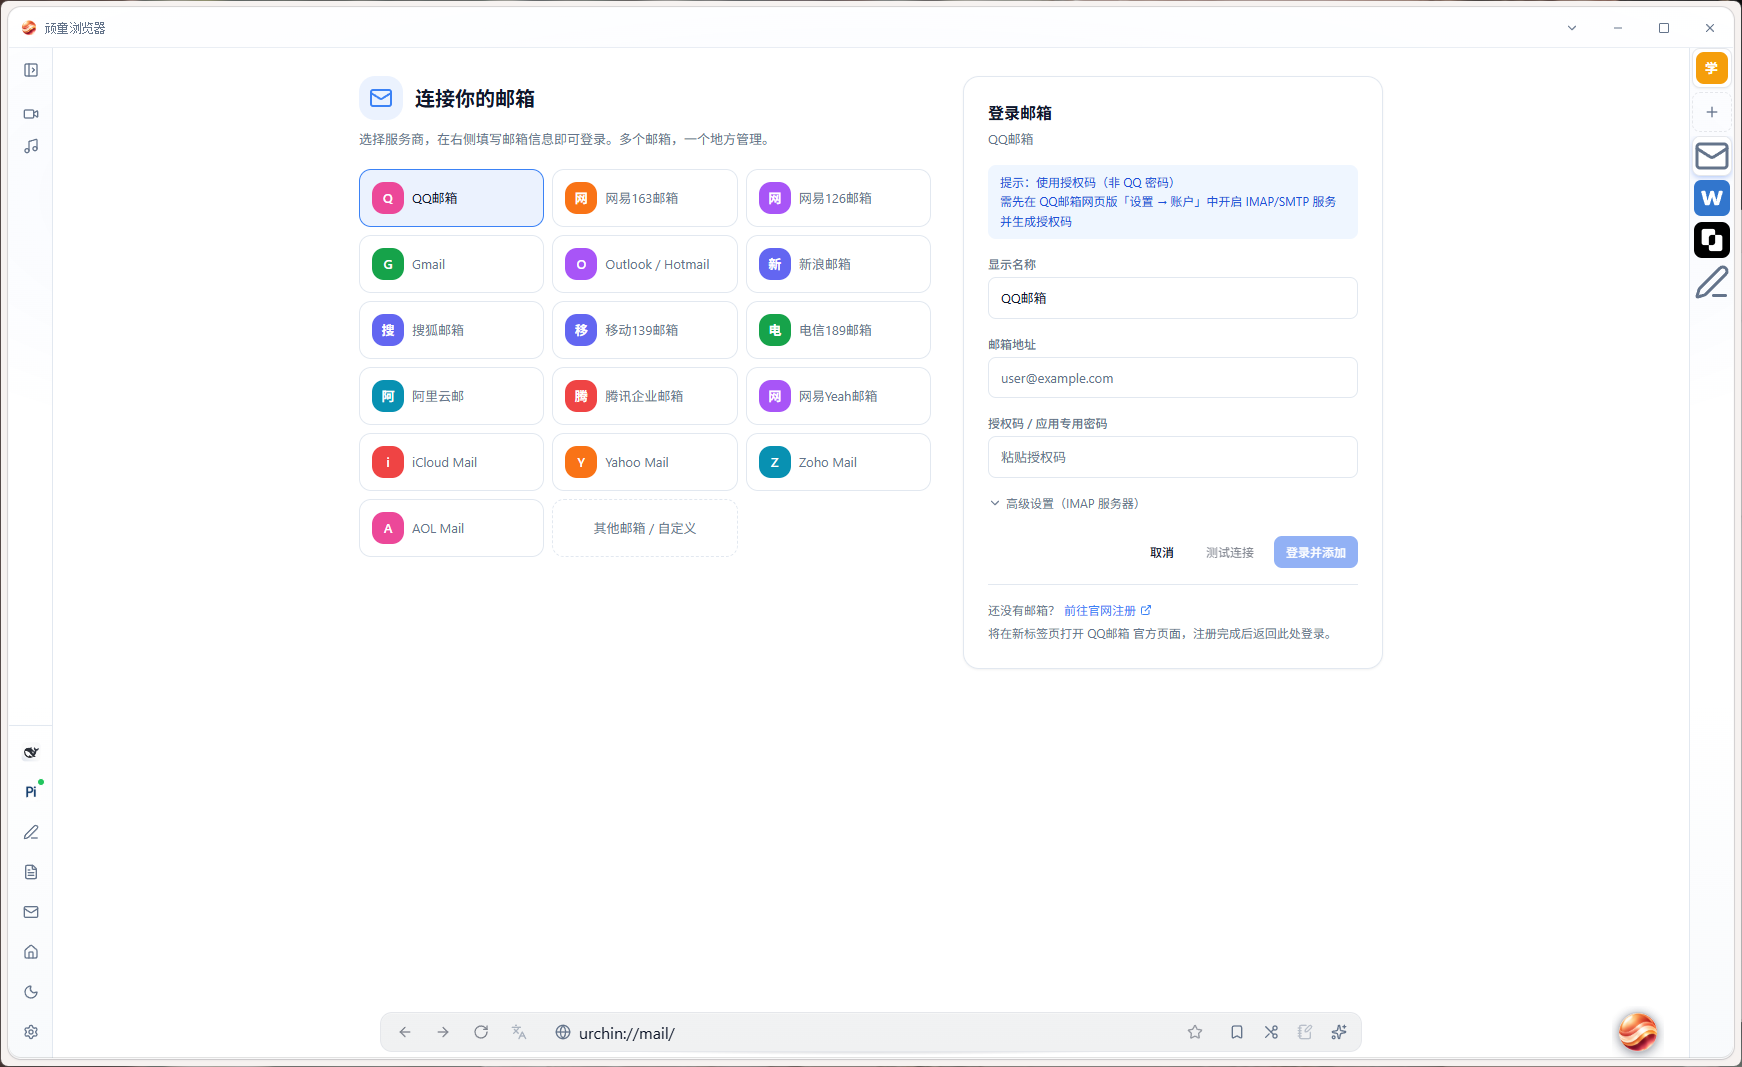 顽童浏览器
学
连接你的邮箱
选择服务商，在右侧填写邮箱信息即可登录。多个邮箱，一个地方管理。
Q QQ邮箱
网 网易163邮箱
网 网易126邮箱
G Gmail
O Outlook / Hotmail
新 新浪邮箱
搜 搜狐邮箱
移 移动139邮箱
电 电信189邮箱
阿 阿里云邮
腾 腾讯企业邮箱
网 网易Yeah邮箱
i iCloud Mail
Y Yahoo Mail
Z Zoho Mail
A AOL Mail
其他邮箱 / 自定义
登录邮箱
QQ邮箱
提示：使用授权码（非 QQ 密码）
需先在 QQ邮箱网页版「设置 → 账户」中开启 IMAP/SMTP 服务
并生成授权码
显示名称
QQ邮箱
邮箱地址
user@example.com
授权码 / 应用专用密码
粘贴授权码
高级设置（IMAP 服务器）
取消
测试连接
登录并添加
还没有邮箱？ 前往官网注册
将在新标签页打开 QQ邮箱 官方页面，注册完成后返回此处登录。
W
Pi
urchin://mail/